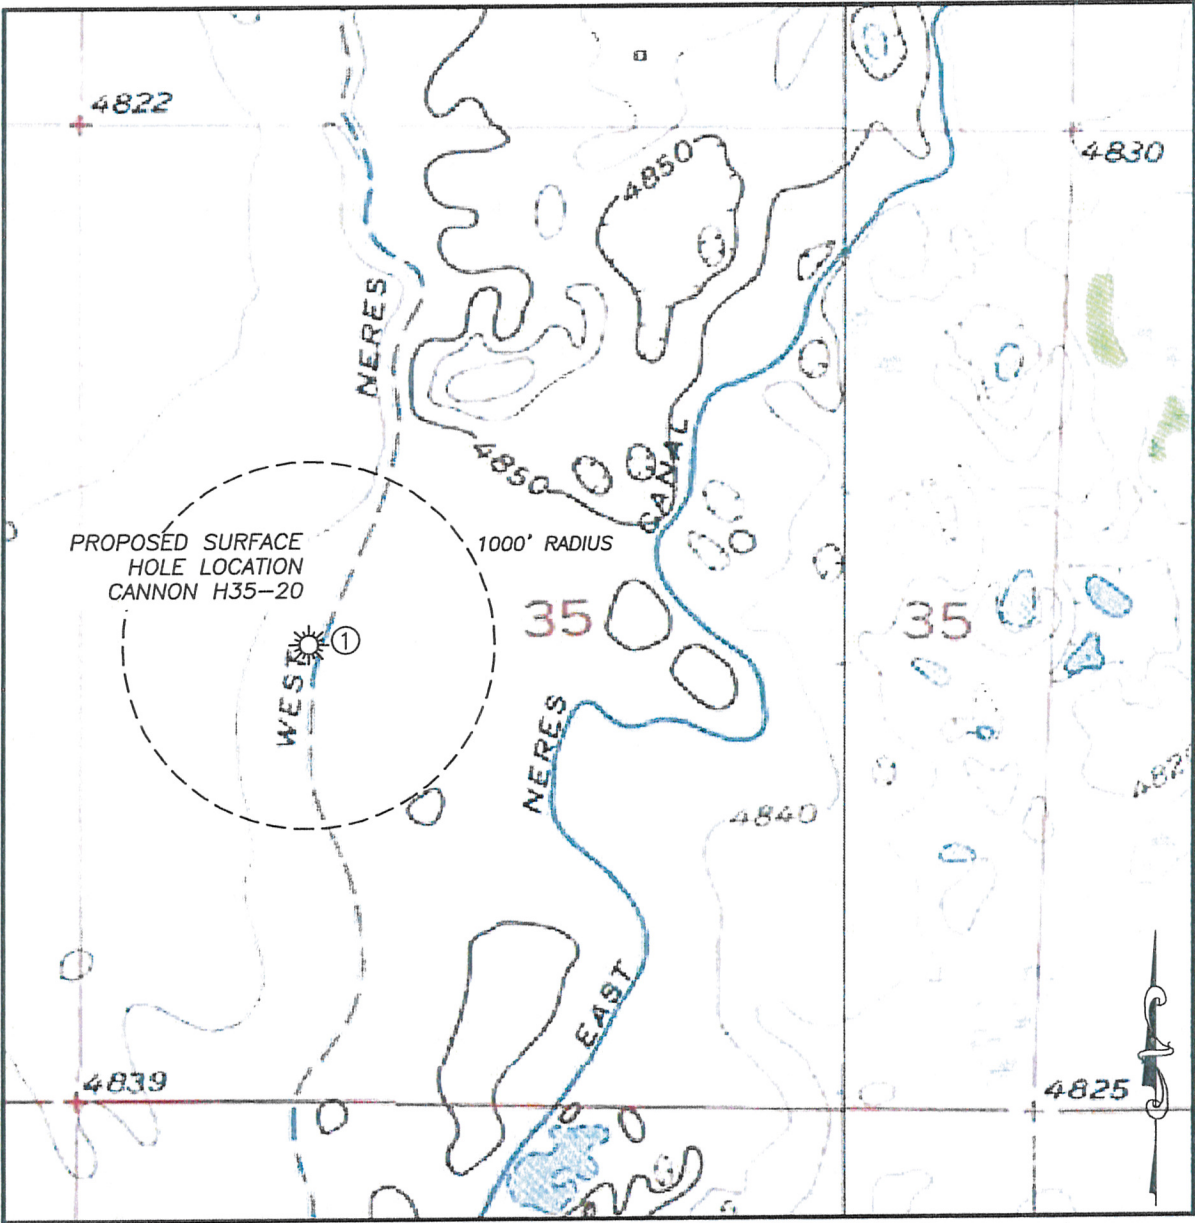 4822
4830
4850
NERES
4850
CANAL
PROPOSED SURFACE
HOLE LOCATION
CANNON H35-20
1000' RADIUS
35
35
①
WEST
NERES
4840
EAST
4839
4825